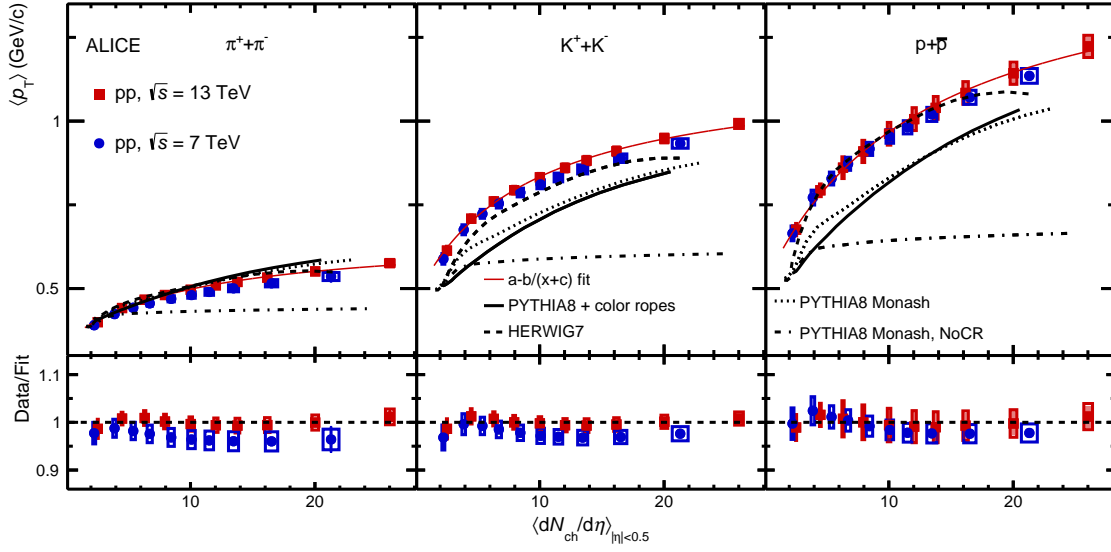 ⟨p_T⟩ (GeV/c)
ALICE
π⁺+π⁻
K⁺+K⁻
p+p̅
pp, √s = 13 TeV
pp, √s = 7 TeV
1
0.5
a-b/(x+c) fit
PYTHIA8 + color ropes
HERWIG7
PYTHIA8 Monash
PYTHIA8 Monash, NoCR
Data/Fit
1.1
1
0.9
10 20 10 20 10 20
⟨dN_ch/dη⟩_|η|<0.5